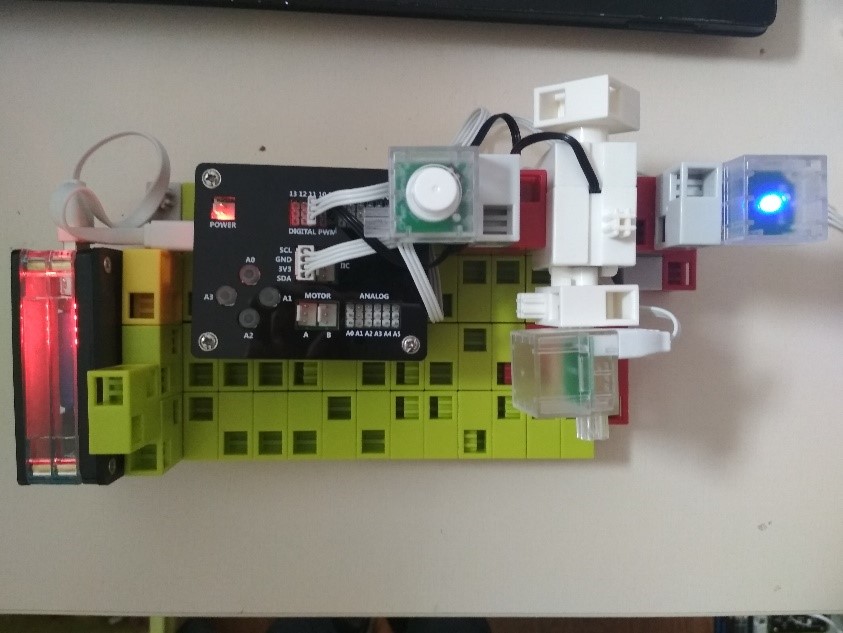 POWER
13 12 11 10
DIGITAL PWM
SCL
GND
3V3
SDA
IIC
A0
A3
A1
A2
MOTOR
ANALOG
A B
A0 A1 A2 A3 A4 A5